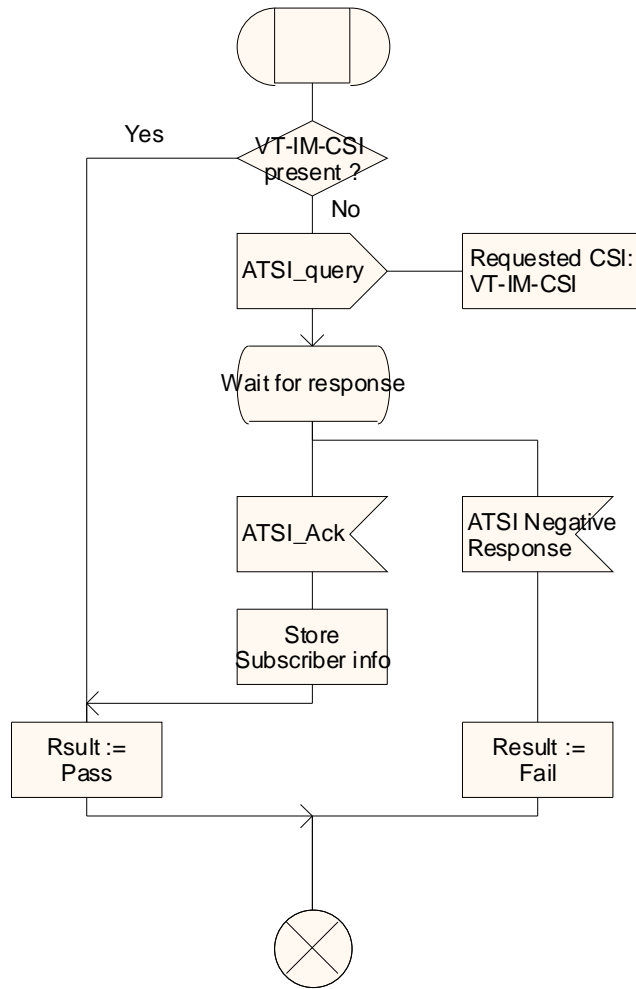 Yes
VT-IM-CSI
present ?
No
ATSI_query
Requested CSI:
VT-IM-CSI
Wait for response
ATSI_Ack
ATSI Negative
Response
Store
Subscriber info
Rsult :=
Pass
Result :=
Fail